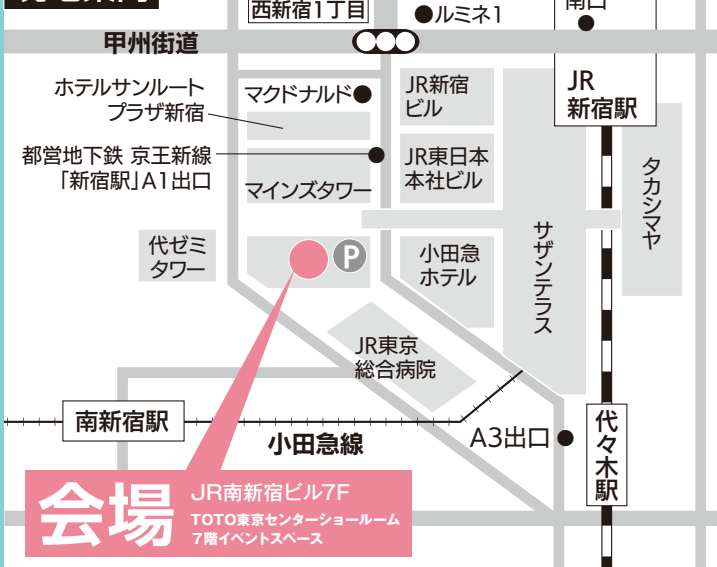 西新宿1丁目
●ルミネ1
甲州街道
ホテルサンルート
プラザ新宿
マクドナルド●
JR新宿
ビル
JR
新宿駅
都営地下鉄 京王新線
「新宿駅」A1出口
JR東日本
本社ビル
マインズタワー
タカシマヤ
代ゼミ
タワー
P
小田急
ホテル
サザンテラス
JR東京
総合病院
南新宿駅
小田急線
A3出口●
代々木駅
会場
JR南新宿ビル7F
TOTO東京センターショールーム
7階イベントスペース